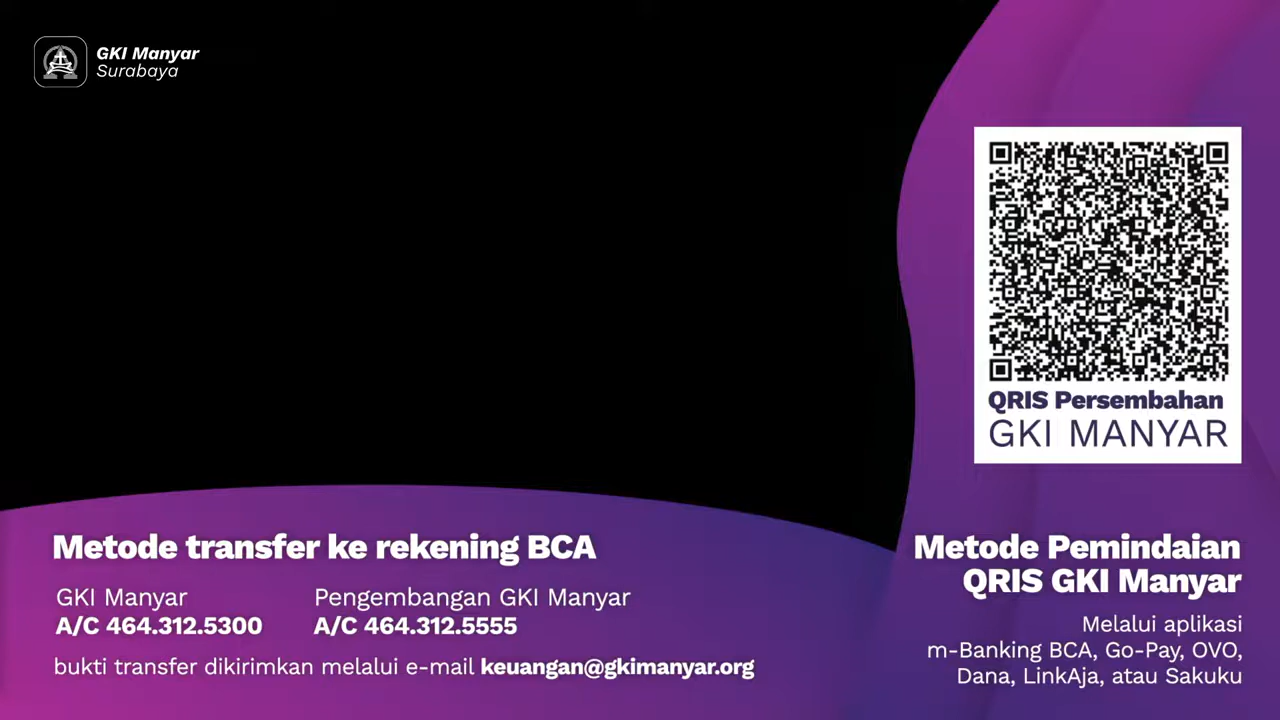 GKI Manyar
Surabaya
QRIS Persembahan
GKI MANYAR
Metode transfer ke rekening BCA
GKI Manyar
A/C 464.312.5300
Pengembangan GKI Manyar
A/C 464.312.5555
bukti transfer dikirimkan melalui e-mail keuangan@gkimanyar.org
Metode Pemindaian
QRIS GKI Manyar
Melalui aplikasi
m-Banking BCA, Go-Pay, OVO,
Dana, LinkAja, atau Sakuku